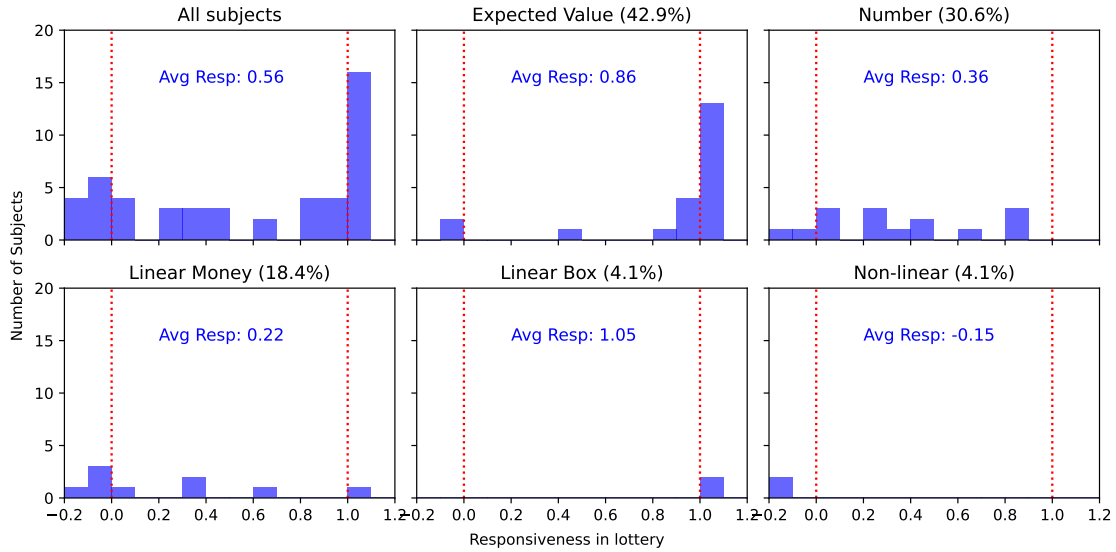 All subjects
Expected Value (42.9%)
Number (30.6%)
20
15
10
5
0
Avg Resp: 0.56
Avg Resp: 0.86
Avg Resp: 0.36
Number of Subjects
Linear Money (18.4%)
Linear Box (4.1%)
Non-linear (4.1%)
20
15
10
5
0
Avg Resp: 0.22
Avg Resp: 1.05
Avg Resp: -0.15
−0.2 0.0 0.2 0.4 0.6 0.8 1.0 1.2
−0.2 0.0 0.2 0.4 0.6 0.8 1.0 1.2
−0.2 0.0 0.2 0.4 0.6 0.8 1.0 1.2
Responsiveness in lottery